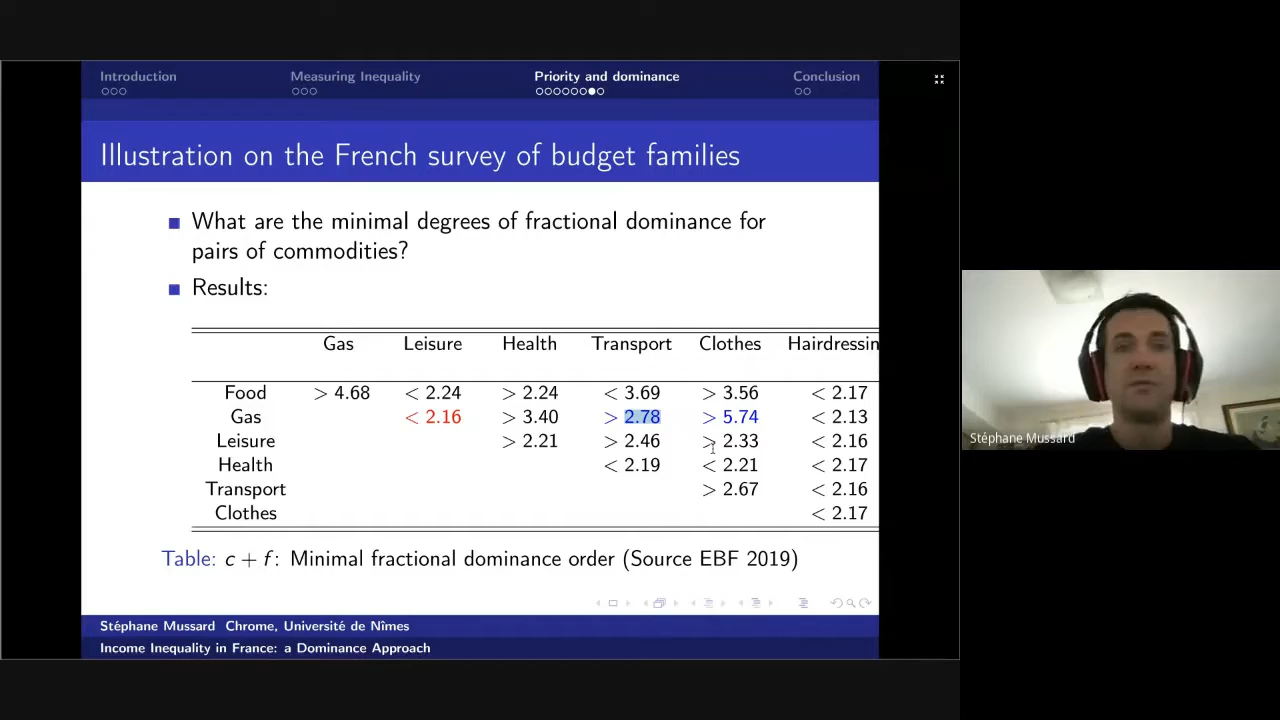 Introduction Measuring Inequality Priority and dominance Conclusion
Illustration on the French survey of budget families
What are the minimal degrees of fractional dominance for
pairs of commodities?
Results:
Gas Leisure Health Transport Clothes Hairdressin
Food > 4.68 < 2.24 > 2.24 < 3.69 > 3.56 < 2.17
Gas < 2.16 > 3.40 > 2.78 > 5.74 < 2.13
Leisure > 2.21 > 2.46 > 2.33 < 2.16
Health < 2.19 < 2.21 < 2.17
Transport > 2.67 < 2.16
Clothes < 2.17
Table: c + f: Minimal fractional dominance order (Source EBF 2019)
Stéphane Mussard Chrome, Université de Nîmes
Income Inequality in France: a Dominance Approach
Stéphane Mussard